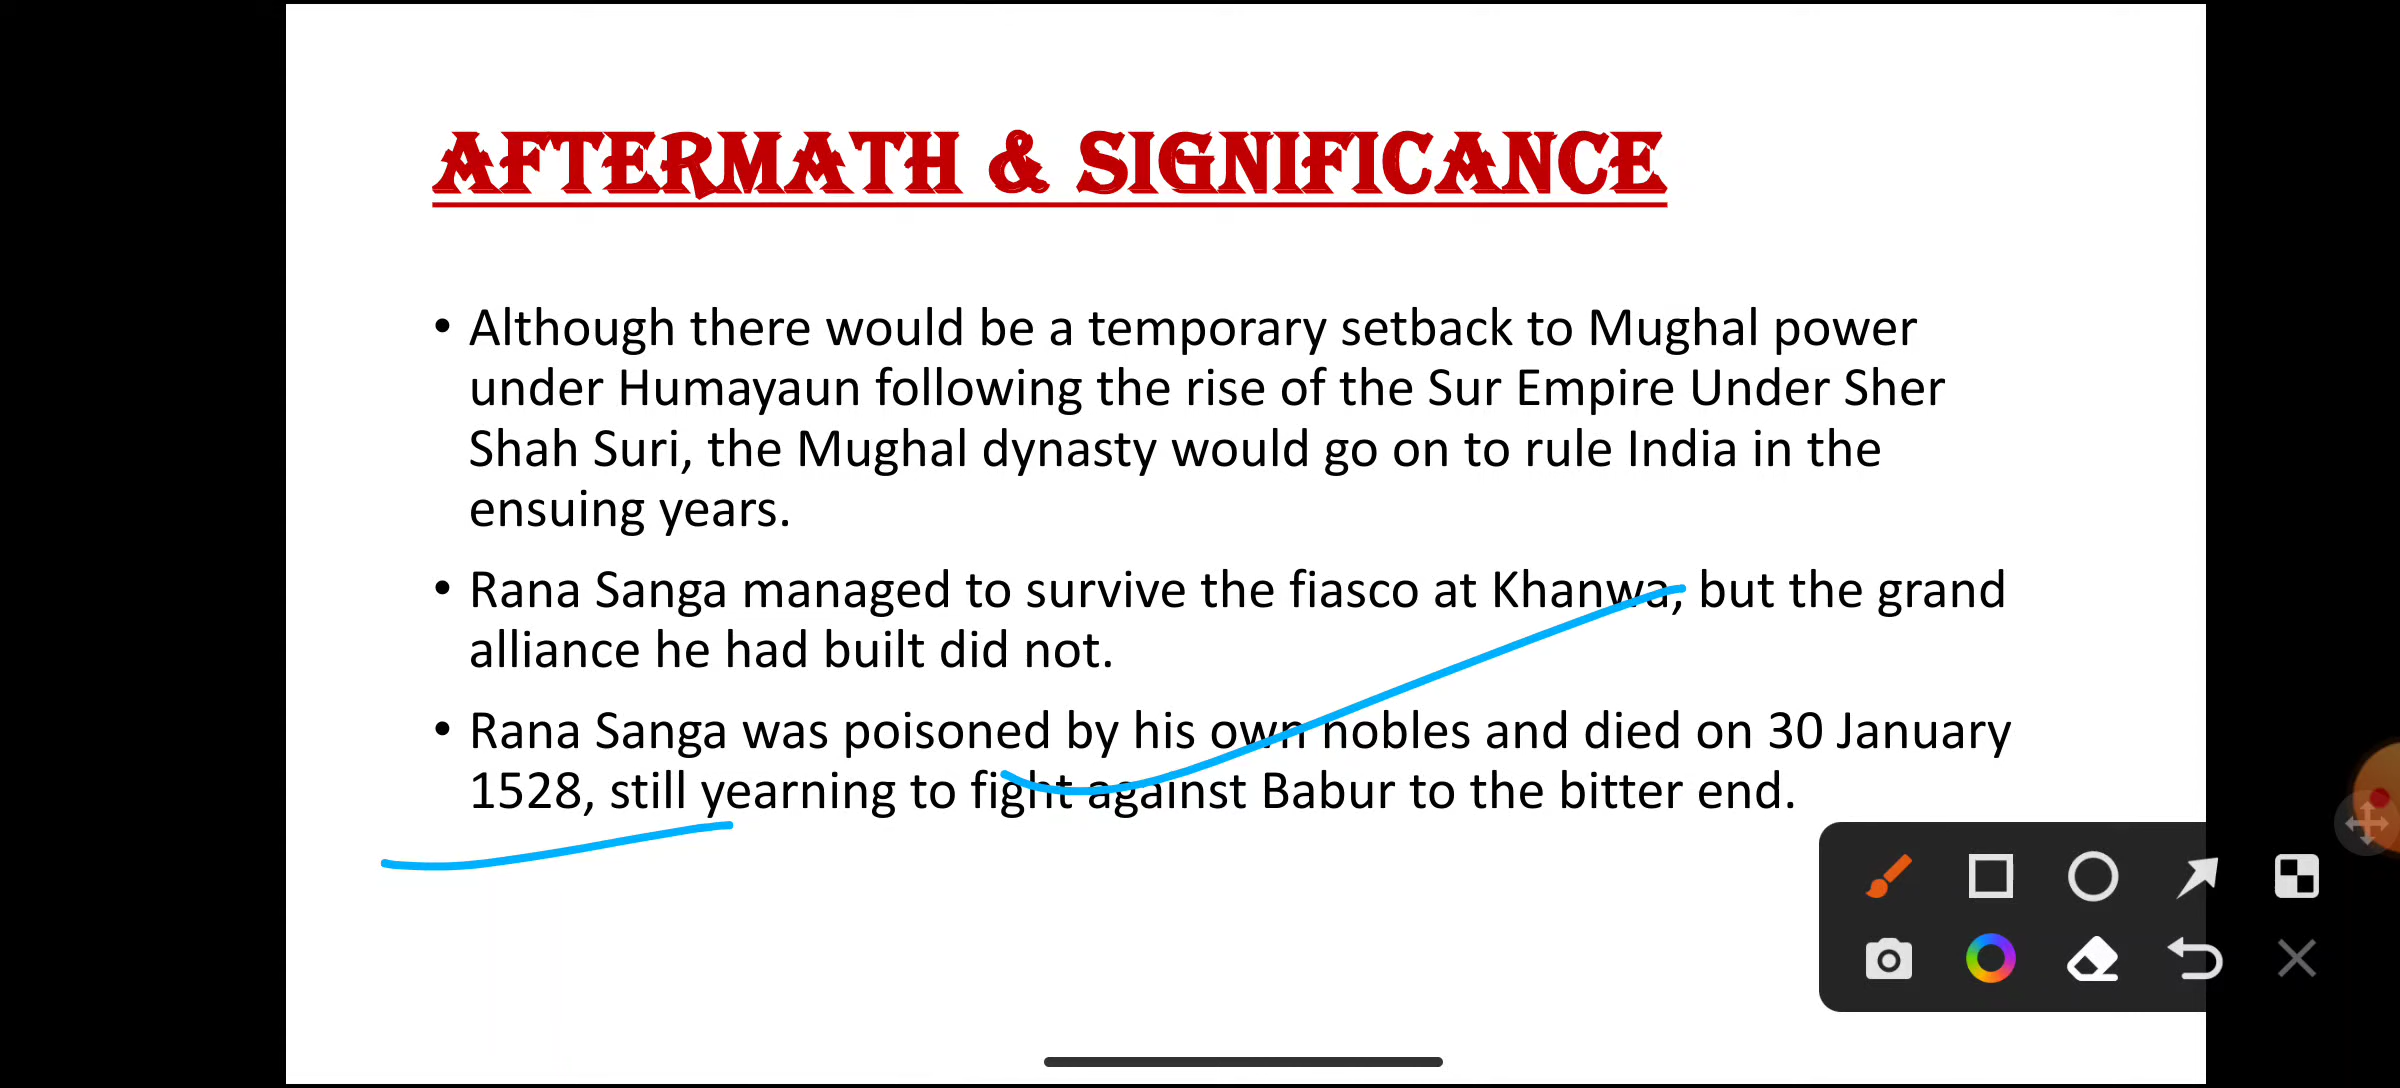 AFTERMATH & SIGNIFICANCE
• Although there would be a temporary setback to Mughal power
under Humayaun following the rise of the Sur Empire Under Sher
Shah Suri, the Mughal dynasty would go on to rule India in the
ensuing years.
• Rana Sanga managed to survive the fiasco at Khanwa, but the grand
alliance he had built did not.
• Rana Sanga was poisoned by his own nobles and died on 30 January
1528, still yearning to fight against Babur to the bitter end.